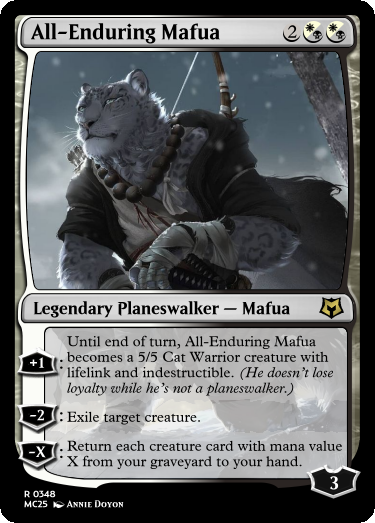 All-Enduring Mafua 2
Legendary Planeswalker — Mafua
+1: Until end of turn, All-Enduring Mafua
becomes a 5/5 Cat Warrior creature with
lifelink and indestructible. (He doesn't lose
loyalty while he's not a planeswalker.)
-2: Exile target creature.
-X: Return each creature card with mana value
X from your graveyard to your hand.
3
R 0348
MC25 Annie Doyon